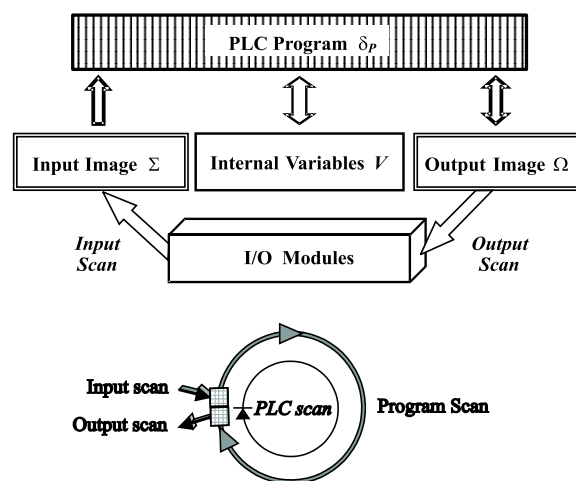 PLC Program δP
Input Image Σ
Internal Variables V
Output Image Ω
Input
Scan
I/O Modules
Output
Scan
Input scan
Output scan
PLC scan
Program Scan